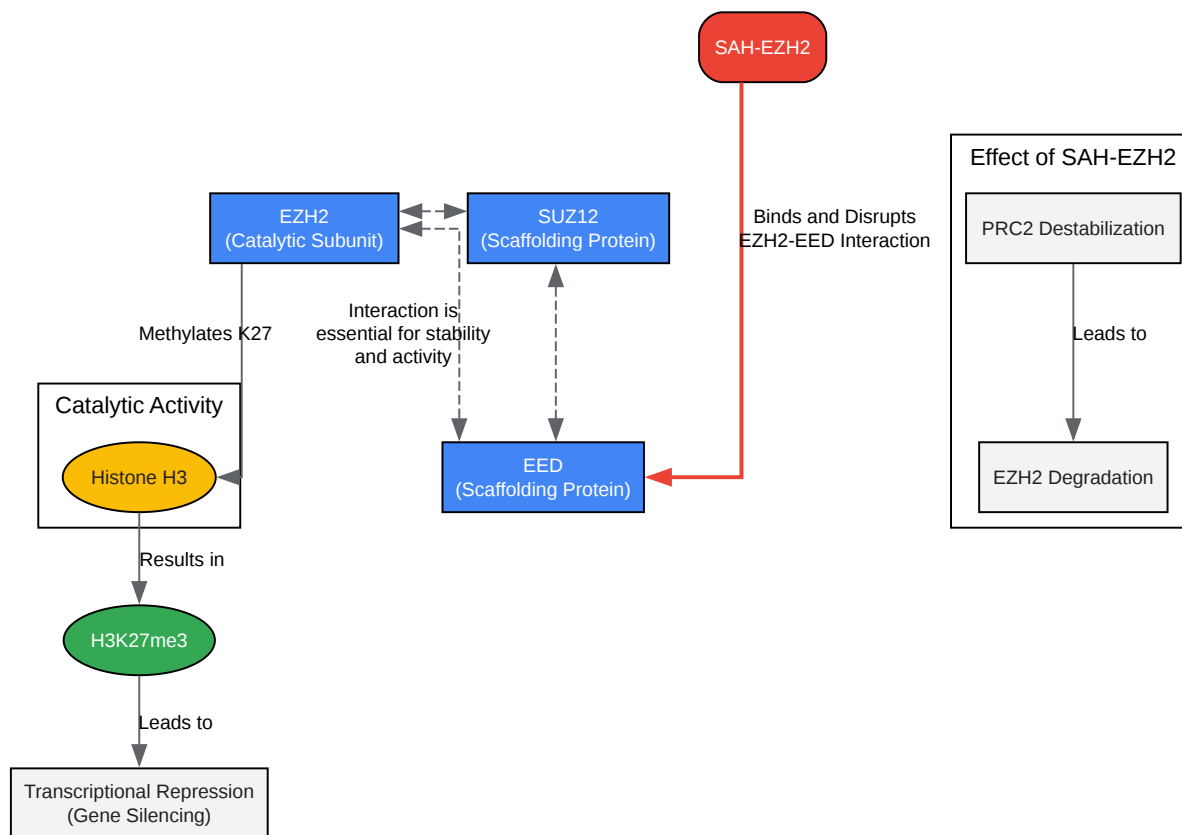 SAH-EZH2
Effect of SAH-EZH2
EZH2
(Catalytic Subunit)
SUZ12
(Scaffolding Protein)
Binds and Disrupts
EZH2-EED Interaction
PRC2 Destabilization
Methylates K27
Interaction is
essential for stability
and activity
Leads to
Catalytic Activity
Histone H3
EED
(Scaffolding Protein)
EZH2 Degradation
Results in
H3K27me3
Leads to
Transcriptional Repression
(Gene Silencing)